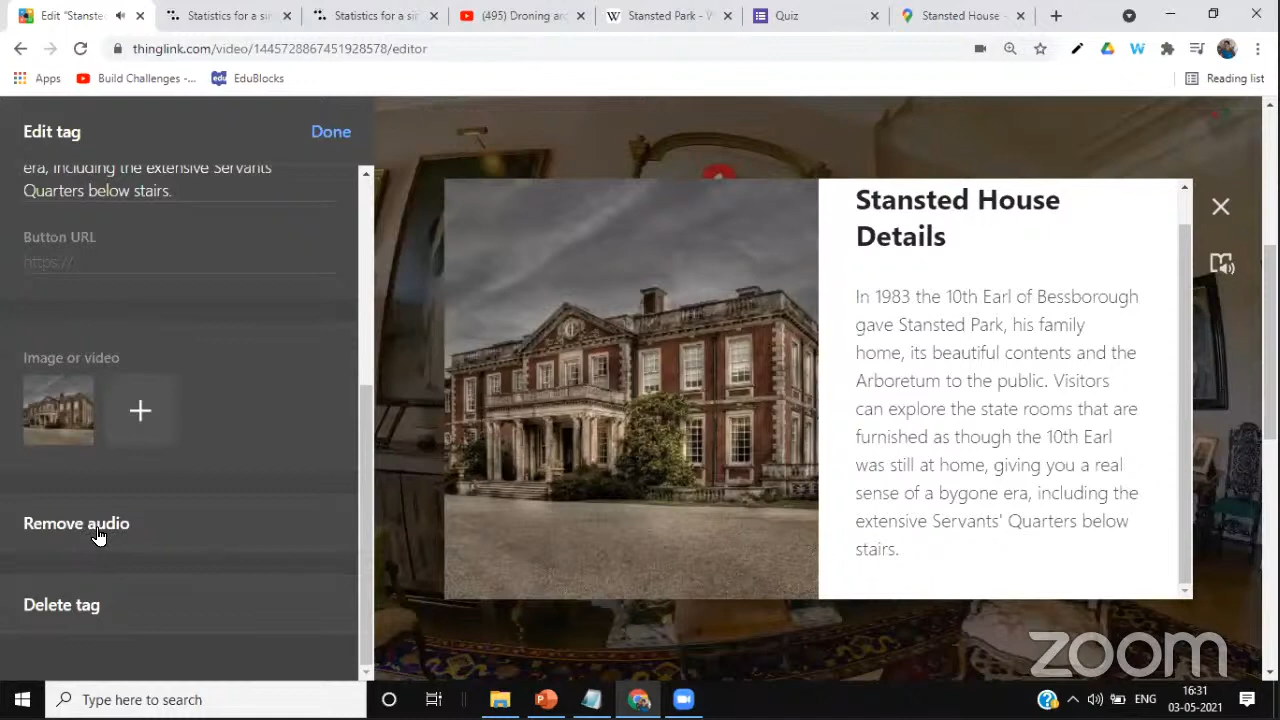 Edit "Stanste
Statistics for a sir
Statistics for a sir
(495) Droning ar
Stansted Park - W
Quiz
Stansted House -
thinglink.com/video/1445728867451928578/editor
Apps
Build Challenges -...
EduBlocks
Reading list
Edit tag
Done
era, including the extensive Servants'
Quarters below stairs.
Button URL
https://
Image or video
Remove audio
Delete tag
Stansted House
Details
In 1983 the 10th Earl of Bessborough
gave Stansted Park, his family
home, its beautiful contents and the
Arboretum to the public. Visitors
can explore the state rooms that are
furnished as though the 10th Earl
was still at home, giving you a real
sense of a bygone era, including the
extensive Servants' Quarters below
stairs.
zoom
Type here to search
ENG
16:31
03-05-2021